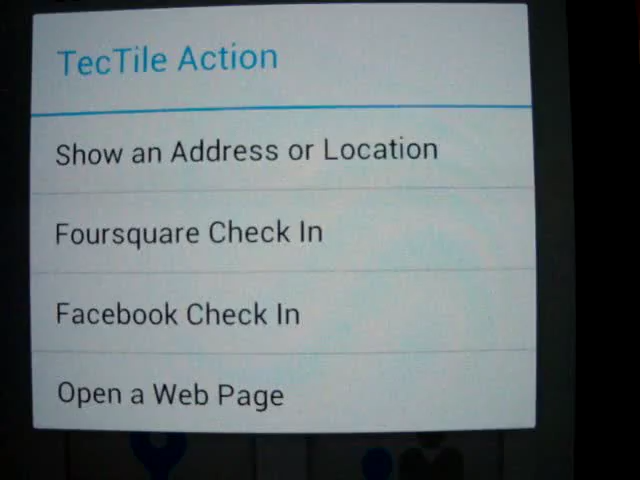 TecTile Action
Show an Address or Location
Foursquare Check In
Facebook Check In
Open a Web Page